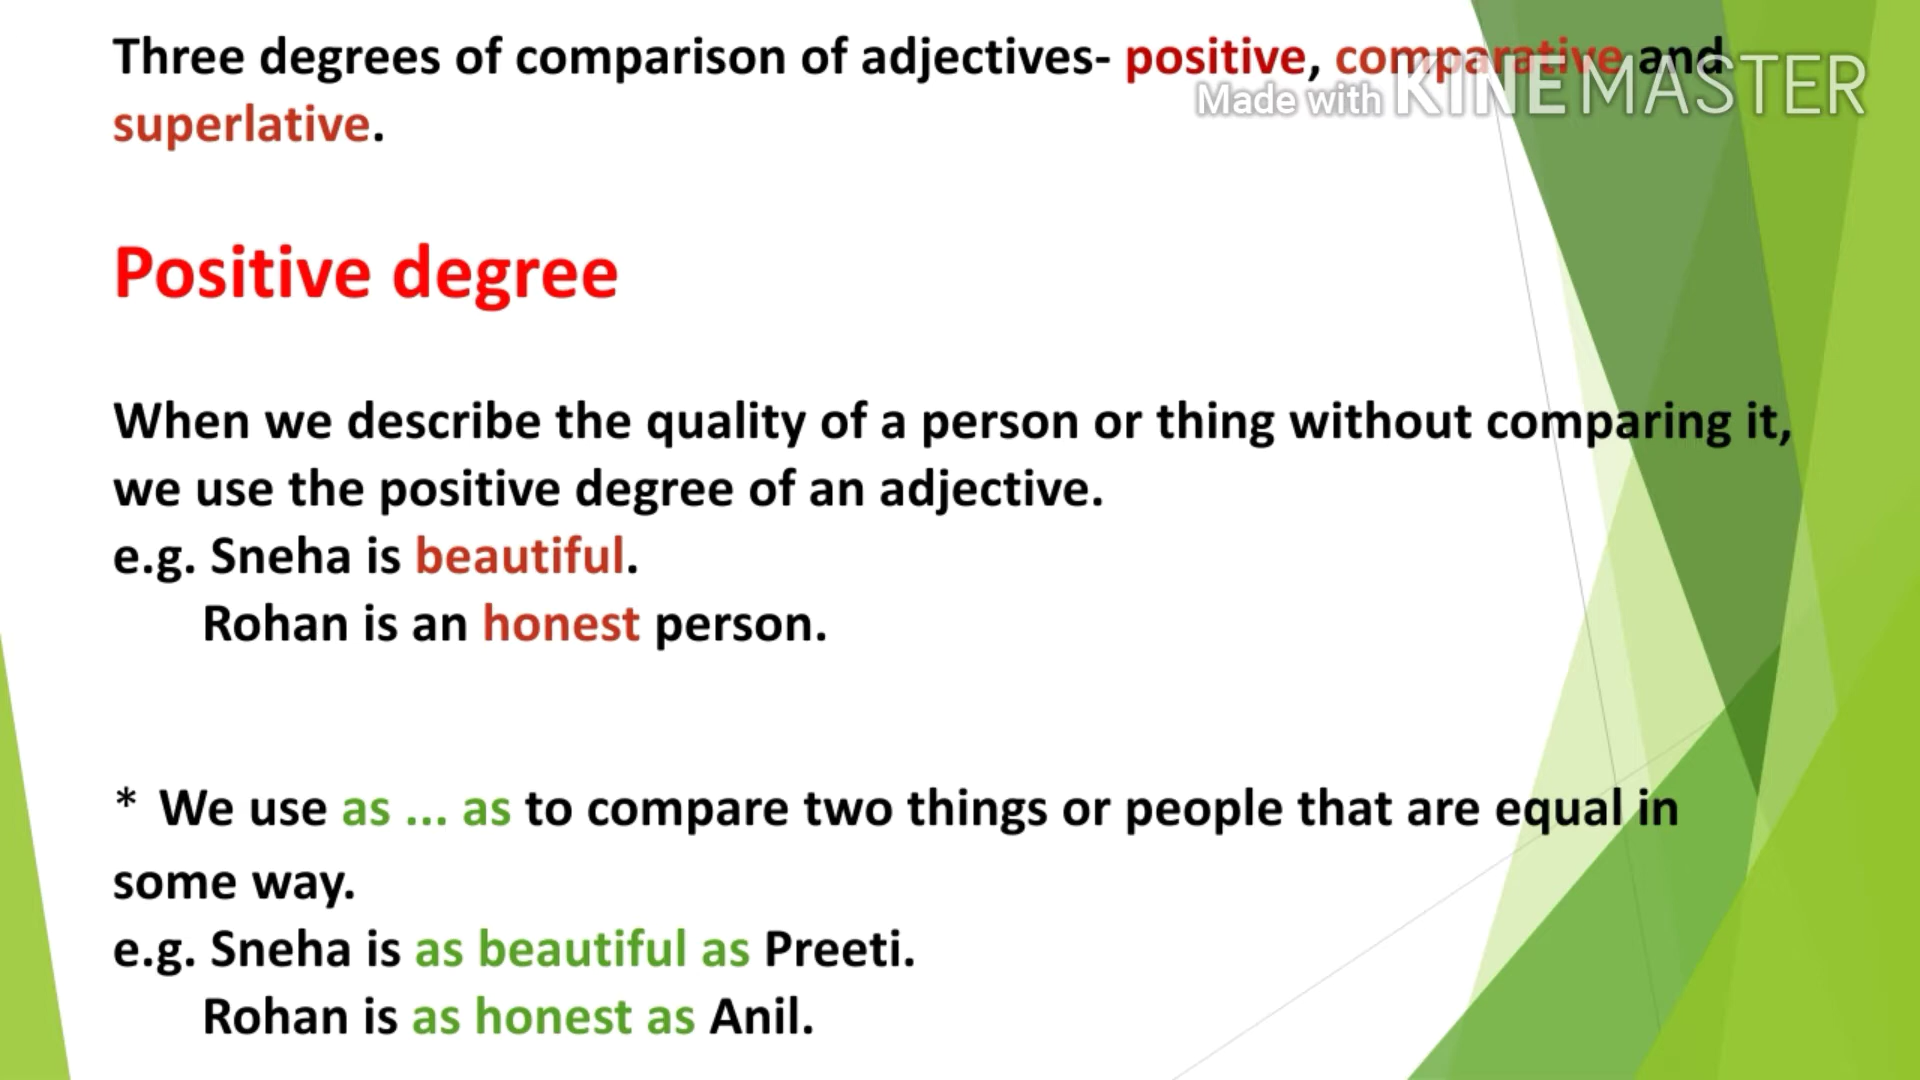 Three degrees of comparison of adjectives- positive, comparative and
Made with KINEMASTER
superlative.
Positive degree
When we describe the quality of a person or thing without comparing it,
we use the positive degree of an adjective.
e.g. Sneha is beautiful.
Rohan is an honest person.
* We use as ... as to compare two things or people that are equal in
some way.
e.g. Sneha is as beautiful as Preeti.
Rohan is as honest as Anil.